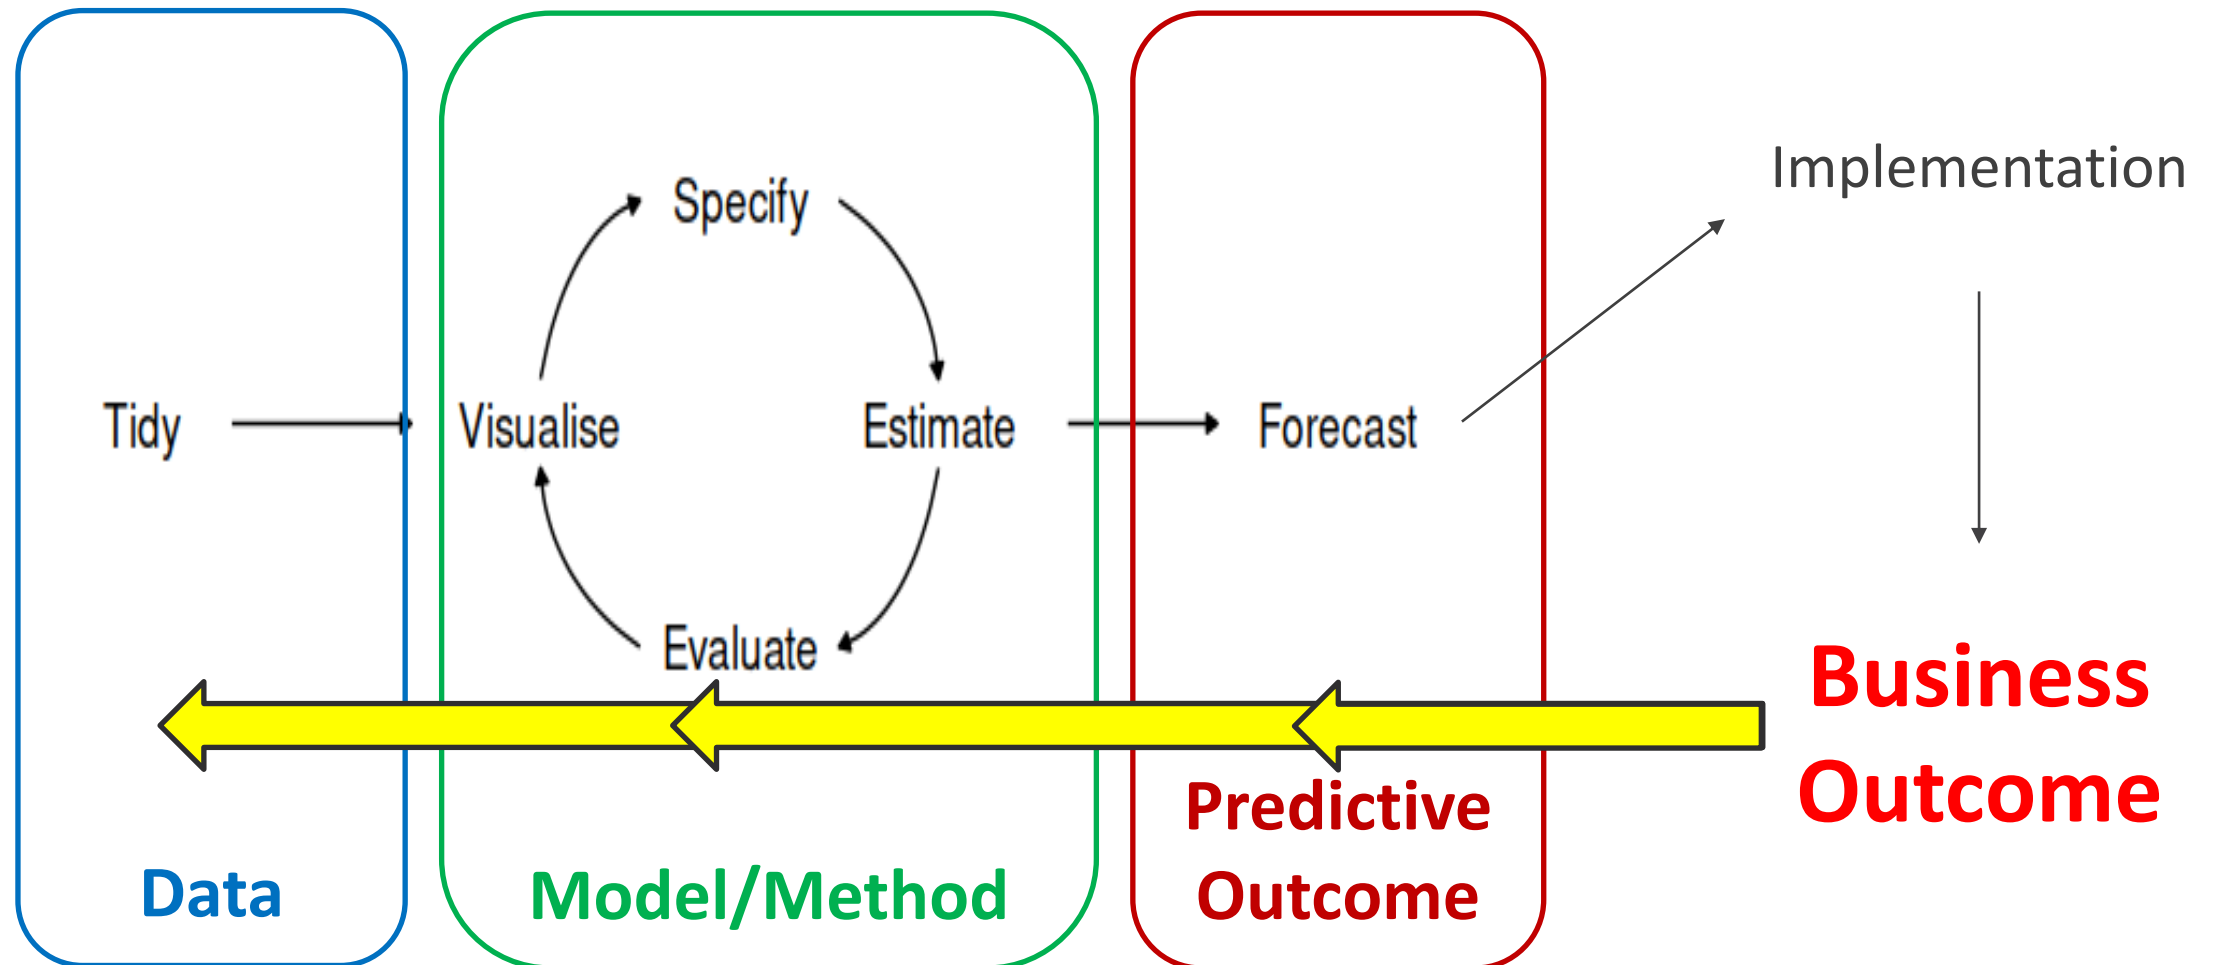 Specify
Implementation
Tidy
Visualise
Estimate
Forecast
Evaluate
Business
Outcome
Predictive
Outcome
Data
Model/Method